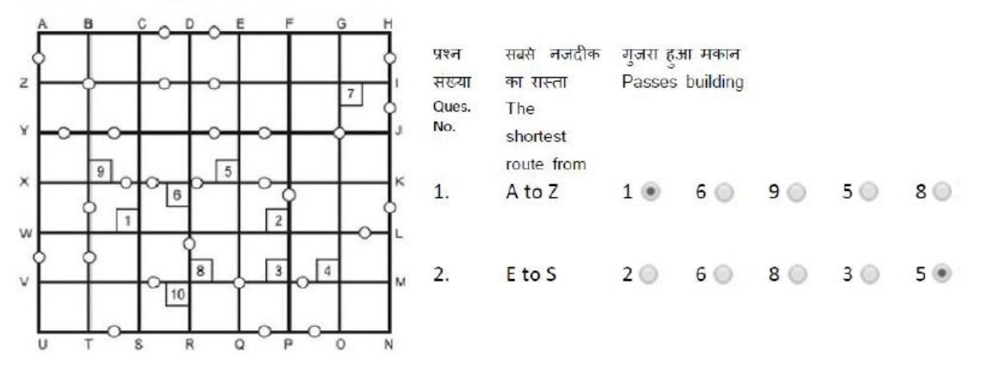 A B C D E F G H
Z I
7
Y J
9 5
X K
6
1 2
W L
8 3 4
V M
10
U T S R Q P O N
प्रश्न संख्या Ques. No.
सबसे नजदीक का रास्ता The shortest route from
गुजरा हुआ मकान Passes building
1. A to Z 1 6 9 5 8
2. E to S 2 6 8 3 5